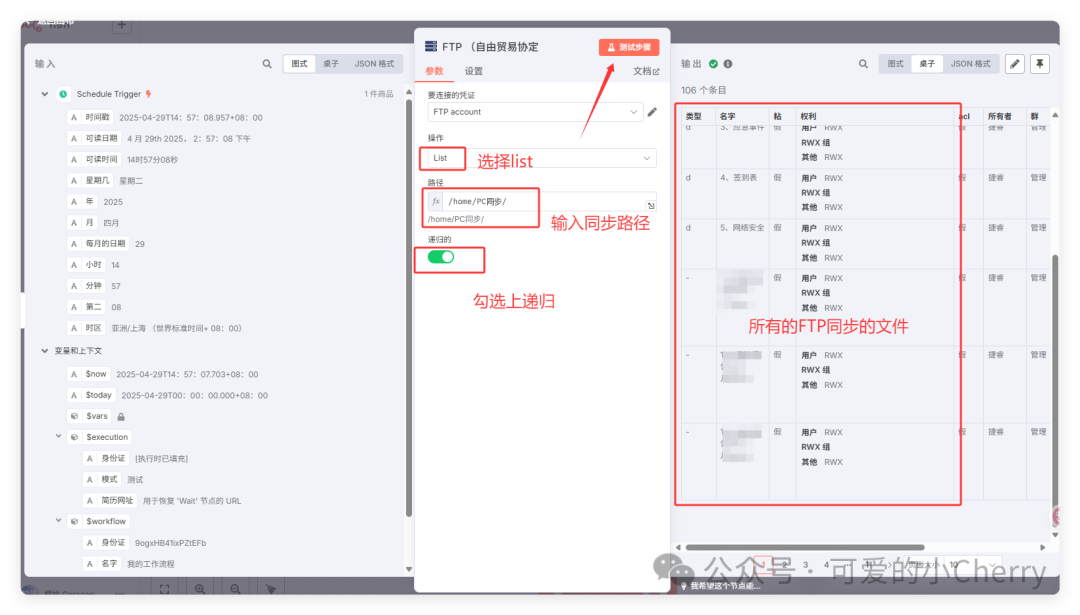 输入
图式 桌子 JSON 格式
Schedule Trigger
1 件商品
A 时间戳 2025-04-29T14：57：08.957+08：00
A 可读日期 4 月 29th 2025， 2：57：08 下午
A 可读时间 14时57分08秒
A 星期几 星期二
A 年 2025
A 月 四月
A 每月的日期 29
A 小时 14
A 分钟 57
A 第二 08
A 时区 亚洲/上海 （世界标准时间+ 08：00）
变量和上下文
A $now 2025-04-29T14：57：07.703+08：00
A $today 2025-04-29T00：00：00.000+08：00
$vars
$execution
A 身份证 [执行时已填充]
A 模式 测试
A 简历网址 用于恢复 'Wait' 节点的 URL
$workflow
A 身份证 9ogxHB41ixPZtEFb
A 名字 我的工作流程
FTP （自由贸易协定
测试步骤
参数 设置 文档
要连接的凭证
FTP account
操作
List
选择list
路径
fx /home/PC同步/
/home/PC同步/
输入同步路径
递归的
勾选上递归
输出
图式 桌子 JSON 格式
106 个条目
类型 名字 粘 权利 acl 所有者 群
d 3、应急事件 假 用户 RWX 假 捷睿 管理
RWX 组
其他 RWX
d 4、签到表 假 用户 RWX 假 捷睿 管理
RWX 组
其他 RWX
d 5、网络安全 假 用户 RWX 假 捷睿 管理
RWX 组
其他 RWX
- 假 用户 RWX 假 捷睿 管理
RWX 组
其他 RWX
所有的FTP同步的文件
- 假 用户 RWX 假 捷睿 管理
RWX 组
其他 RWX
- 假 用户 RWX 假 捷睿 管理
RWX 组
其他 RWX
1 2 3 4 ... 11 页面大小 10
公众号 · 可爱的小Cherry
我希望这个节点能...